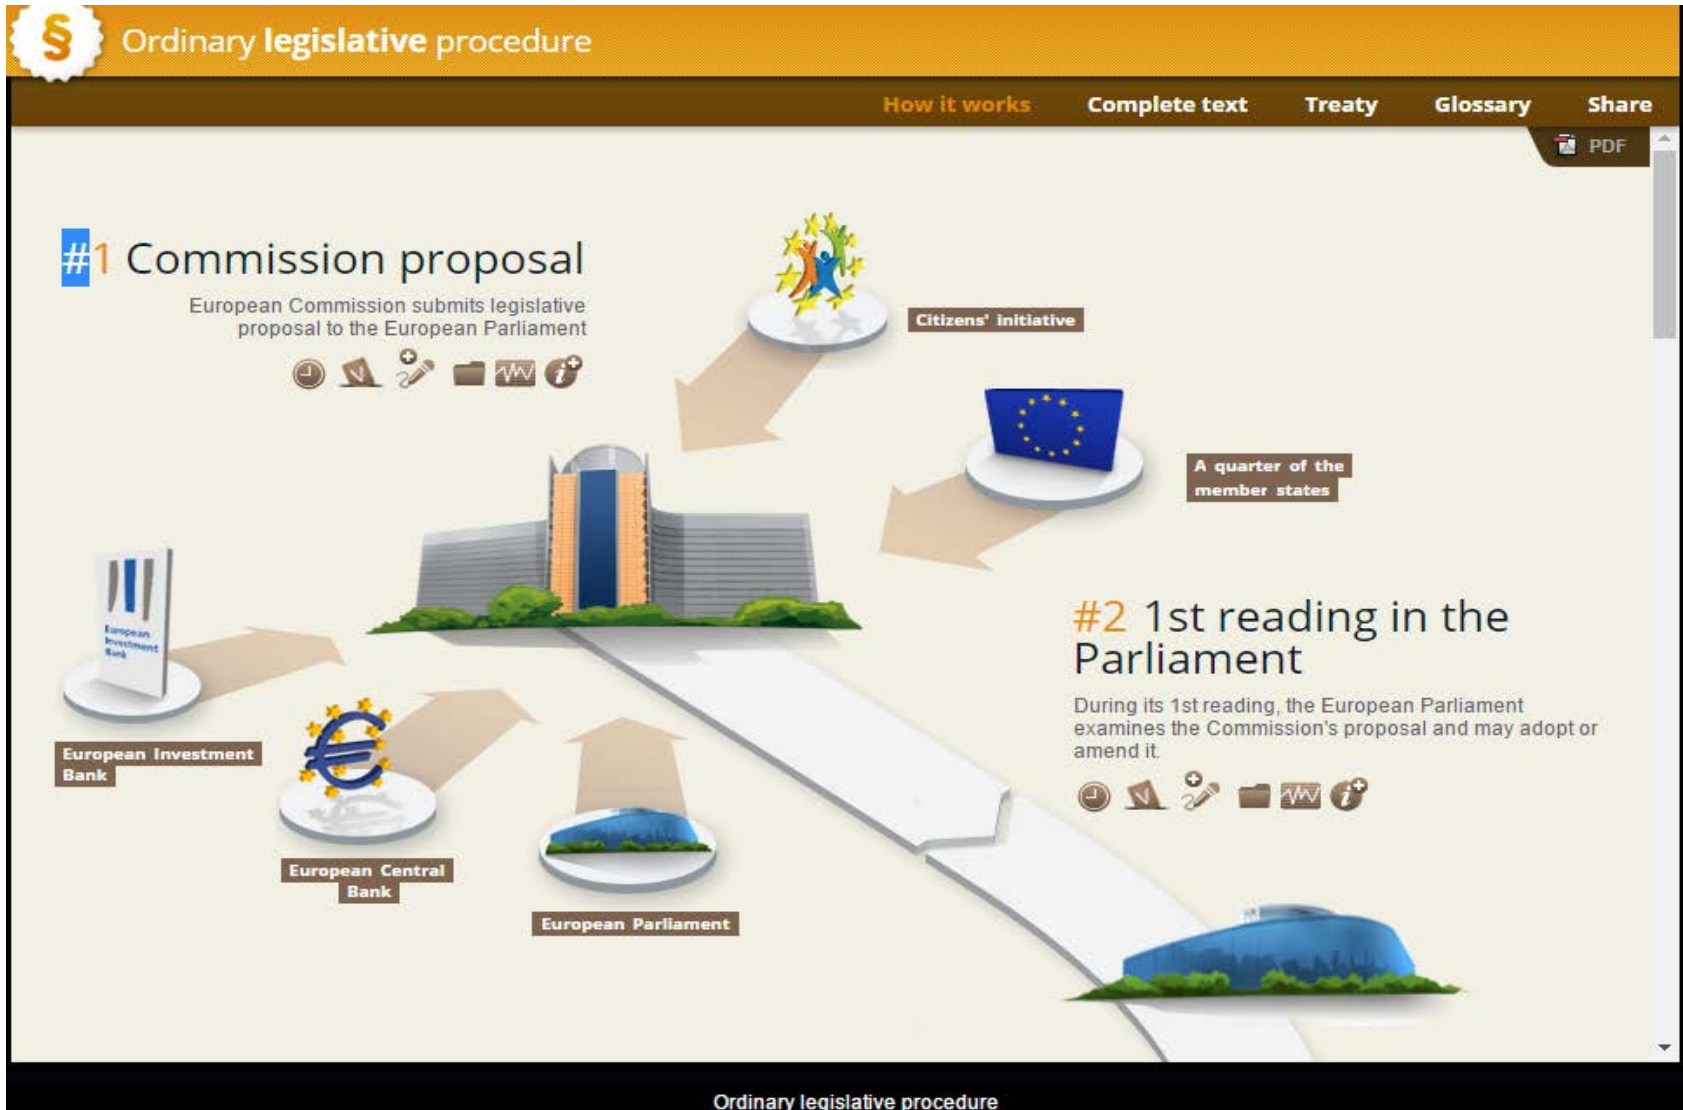 § Ordinary legislative procedure
How it works Complete text Treaty Glossary Share
PDF
#1 Commission proposal
European Commission submits legislative
proposal to the European Parliament
Citizens' initiative
A quarter of the
member states
European
Investment
Bank
European Investment
Bank
European Central
Bank
European Parliament
#2 1st reading in the
Parliament
During its 1st reading, the European Parliament
examines the Commission's proposal and may adopt or
amend it.
Ordinary legislative procedure